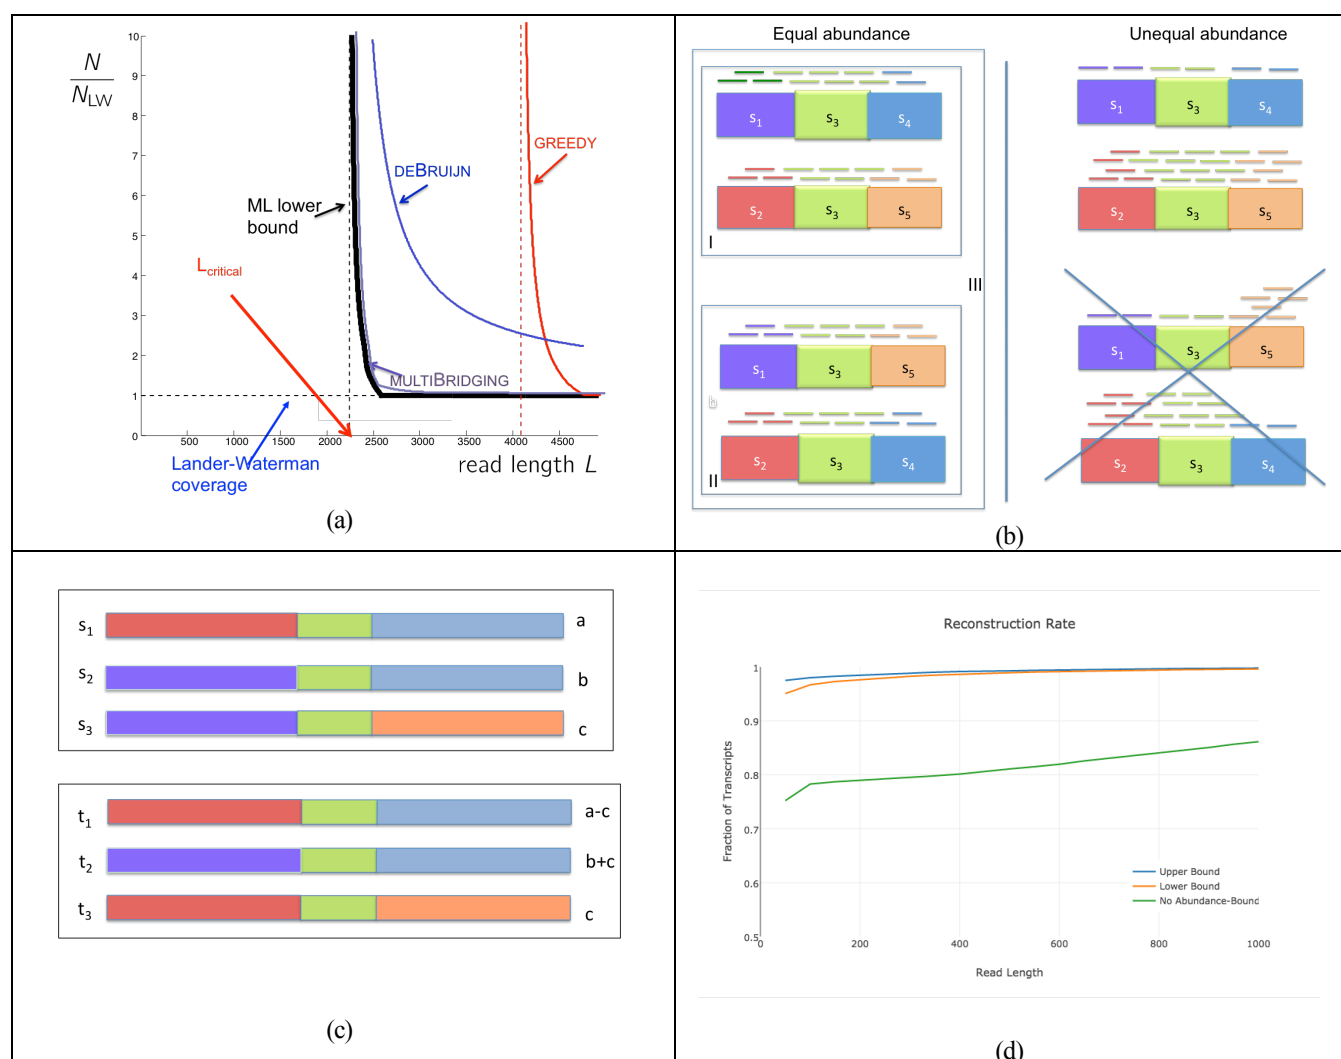 10
9
8
7
6
5
4
3
2
1
0
N
N_LW
ML lower
bound
DEBRUIJN
GREEDY
L_critical
MULTIBRIDGING
500
1000
1500
2000
2500
3000
3500
4000
4500
Lander-Waterman
coverage
read length L
(a)
Equal abundance
Unequal abundance
s1
s3
s4
s2
s3
s5
I
III
s1
s3
s5
b
s2
s3
s4
II
s1
s3
s4
s2
s3
s5
s1
s3
s5
s2
s3
s4
(b)
s1
a
s2
b
s3
c
t1
a-c
t2
b+c
t3
c
(c)
Reconstruction Rate
1
0.9
0.8
0.7
0.6
0.5
Fraction of Transcripts
Upper Bound
Lower Bound
No Abundance-Bound
0
200
400
600
800
1000
Read Length
(d)